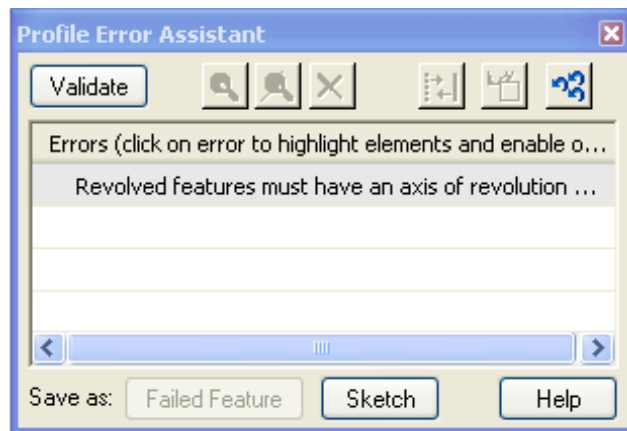 Profile Error Assistant
Validate
Errors (click on error to highlight elements and enable o...
Revolved features must have an axis of revolution ...
Save as: Failed Feature Sketch Help